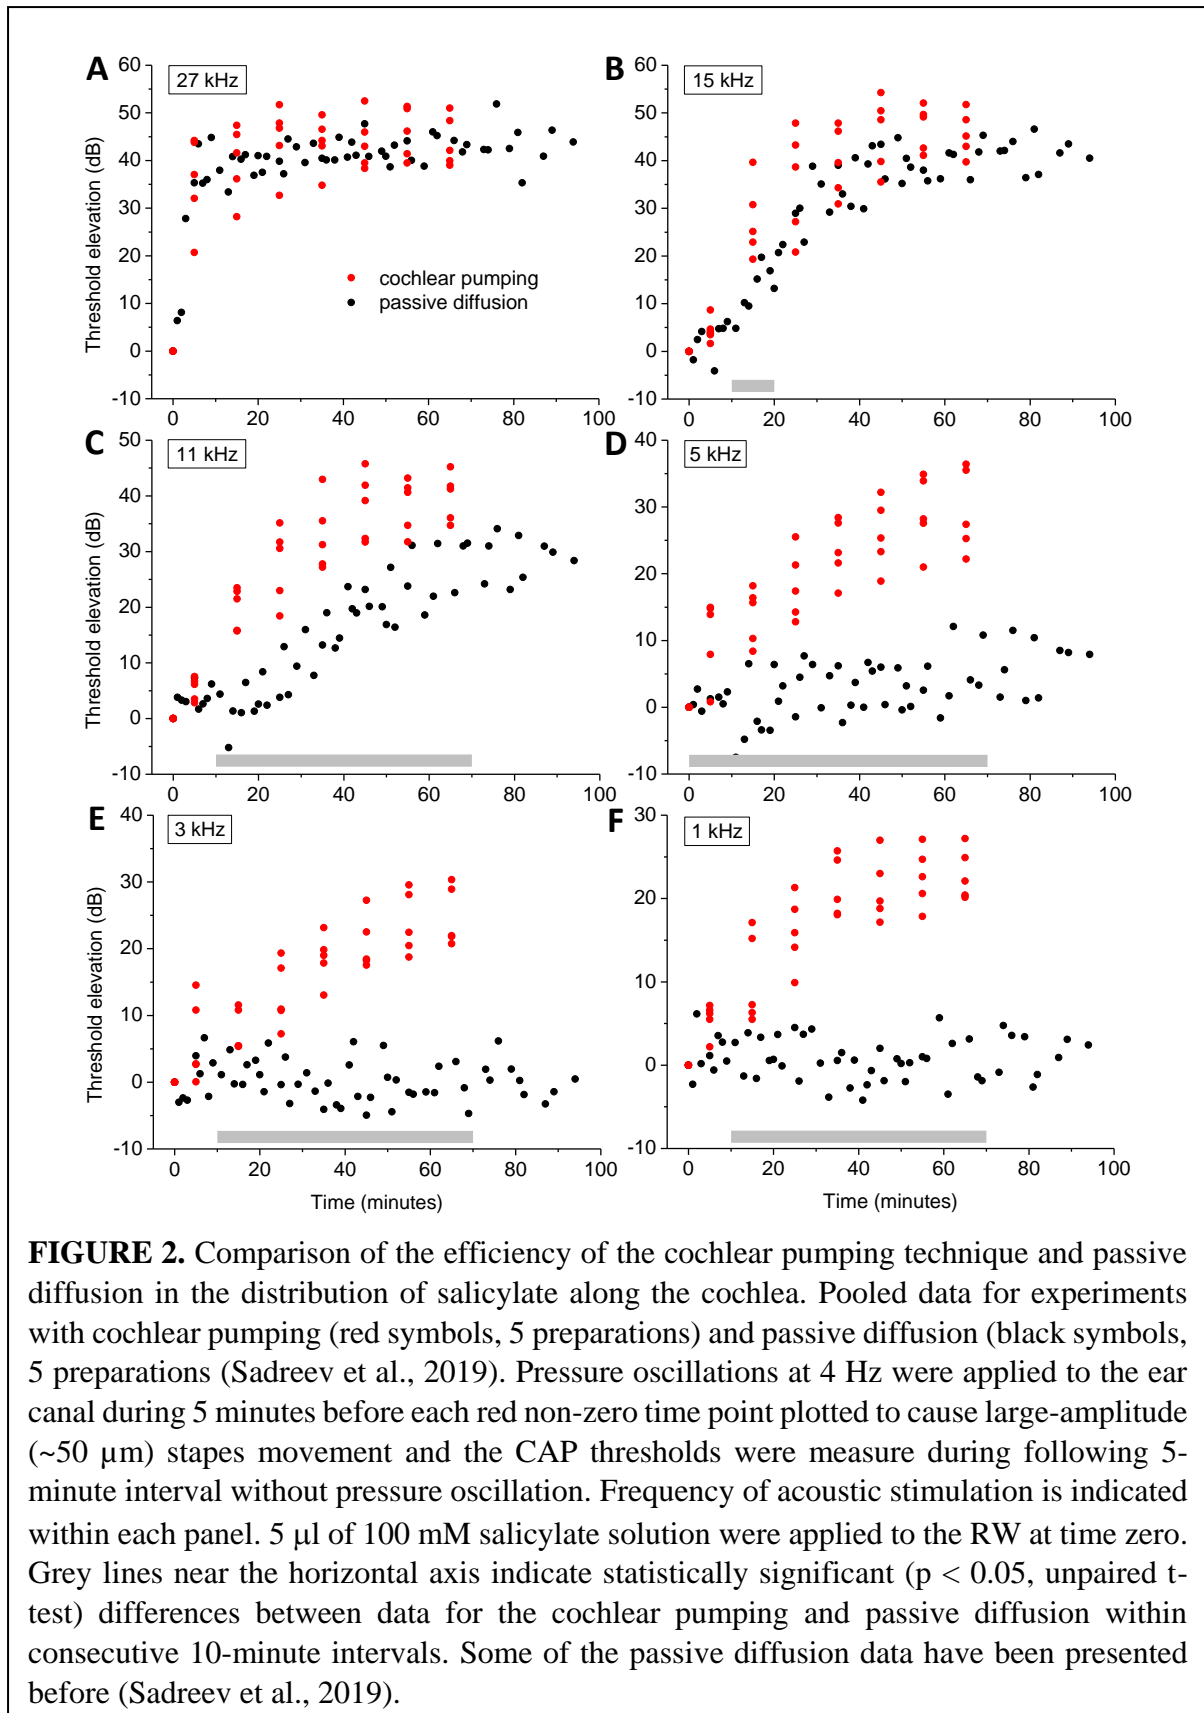 A
27 kHz
60
50
40
30
20
10
0
-10
Threshold elevation (dB)
cochlear pumping
passive diffusion
0 20 40 60 80 100
B
15 kHz
60
50
40
30
20
10
0
-10
0 20 40 60 80 100
C
11 kHz
50
40
30
20
10
0
-10
Threshold elevation (dB)
0 20 40 60 80 100
D
5 kHz
40
30
20
10
0
-10
0 20 40 60 80 100
E
3 kHz
40
30
20
10
0
-10
Threshold elevation (dB)
0 20 40 60 80 100
Time (minutes)
F
1 kHz
30
20
10
0
-10
0 20 40 60 80 100
Time (minutes)
FIGURE 2. Comparison of the efficiency of the cochlear pumping technique and passive
diffusion in the distribution of salicylate along the cochlea. Pooled data for experiments
with cochlear pumping (red symbols, 5 preparations) and passive diffusion (black symbols,
5 preparations (Sadreev et al., 2019). Pressure oscillations at 4 Hz were applied to the ear
canal during 5 minutes before each red non-zero time point plotted to cause large-amplitude
(~50 µm) stapes movement and the CAP thresholds were measure during following 5-
minute interval without pressure oscillation. Frequency of acoustic stimulation is indicated
within each panel. 5 μl of 100 mM salicylate solution were applied to the RW at time zero.
Grey lines near the horizontal axis indicate statistically significant (p < 0.05, unpaired t-
test) differences between data for the cochlear pumping and passive diffusion within
consecutive 10-minute intervals. Some of the passive diffusion data have been presented
before (Sadreev et al., 2019).